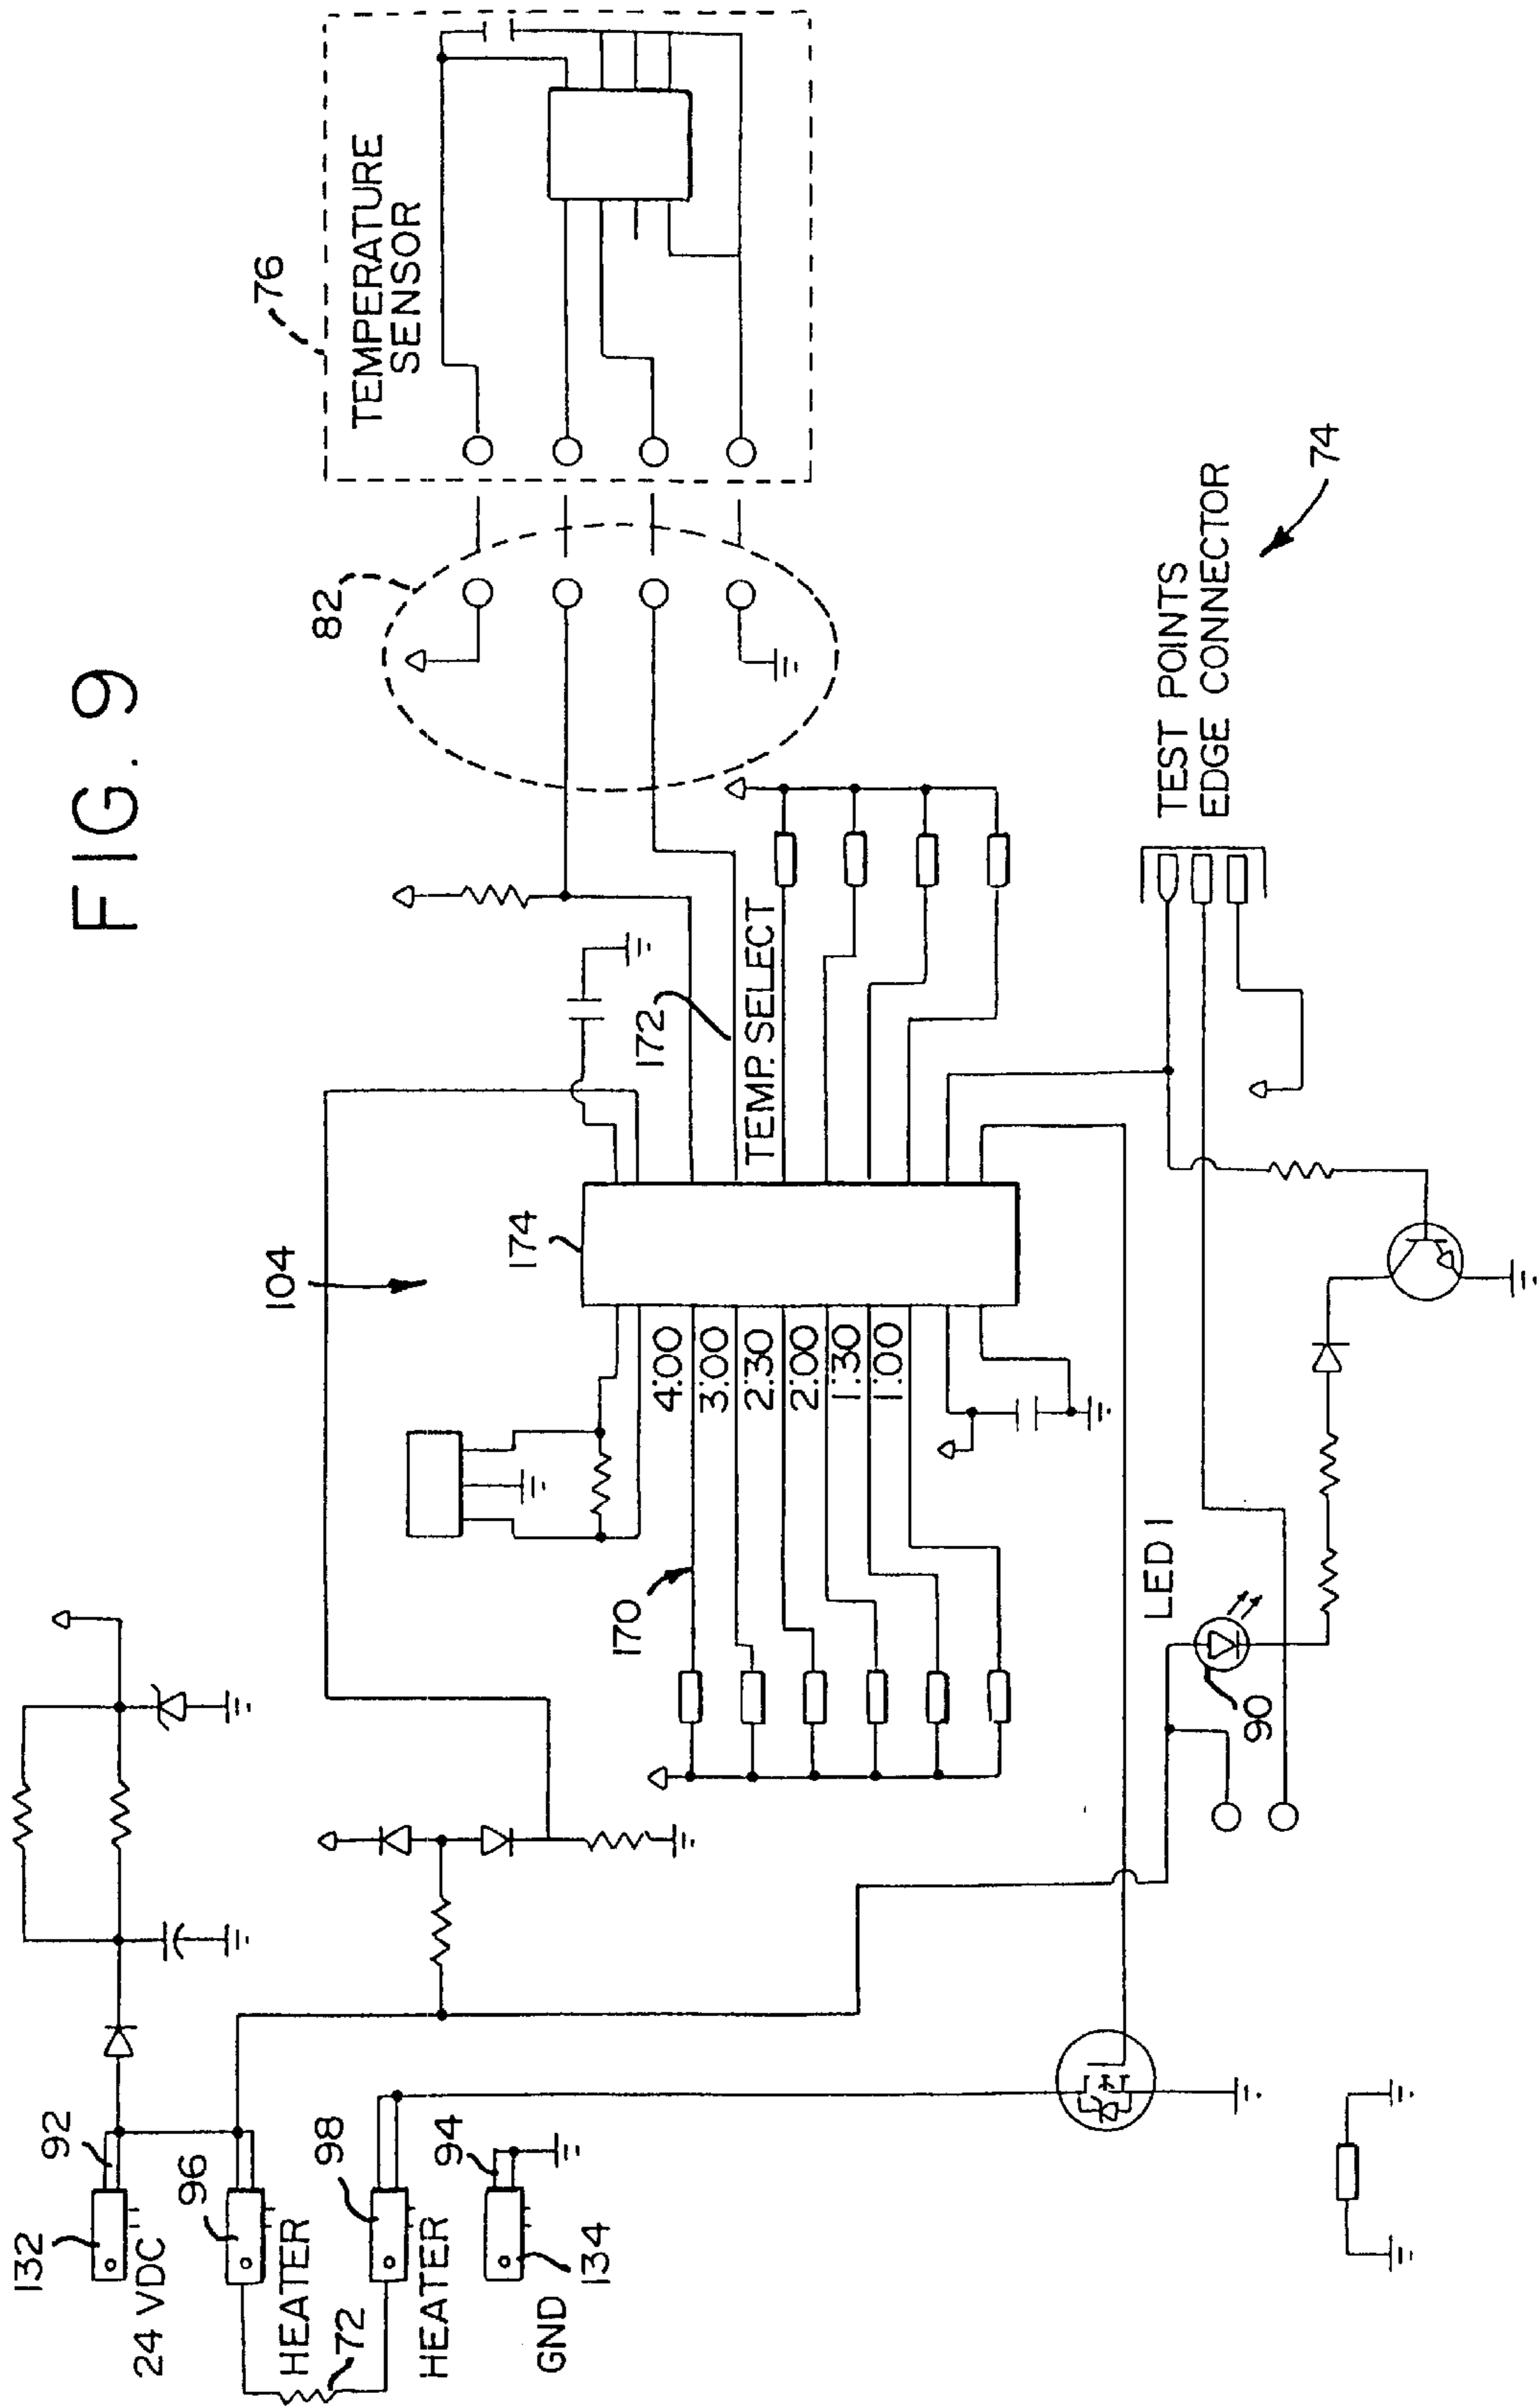 FIG. 9
132
92
24 VDC
96
HEATER
72
98
HEATER
94
134
GND
104
174
4:00
3:00
2:30
2:00
1:30
1:00
170
172
TEMP. SELECT
82
76
TEMPERATURE
SENSOR
LED 1
90
TEST POINTS
EDGE CONNECTOR
74